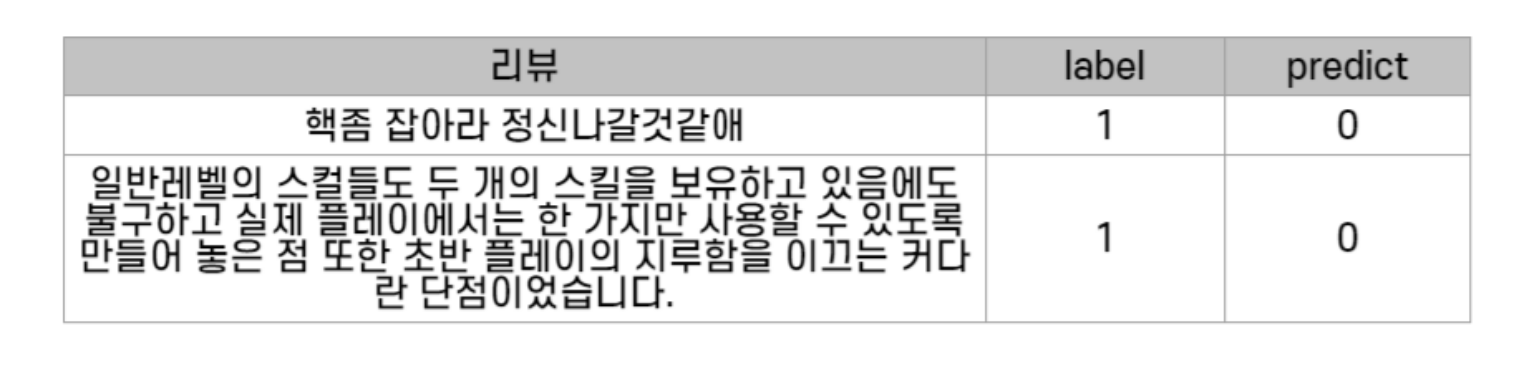 리뷰 label predict
핵좀 잡아라 정신나갈것같애 1 0
일반레벨의 스컬들도 두 개의 스킬을 보유하고 있음에도
불구하고 실제 플레이에서는 한 가지만 사용할 수 있도록
만들어 놓은 점 또한 초반 플레이의 지루함을 이끄는 커다
란 단점이었습니다.
1 0